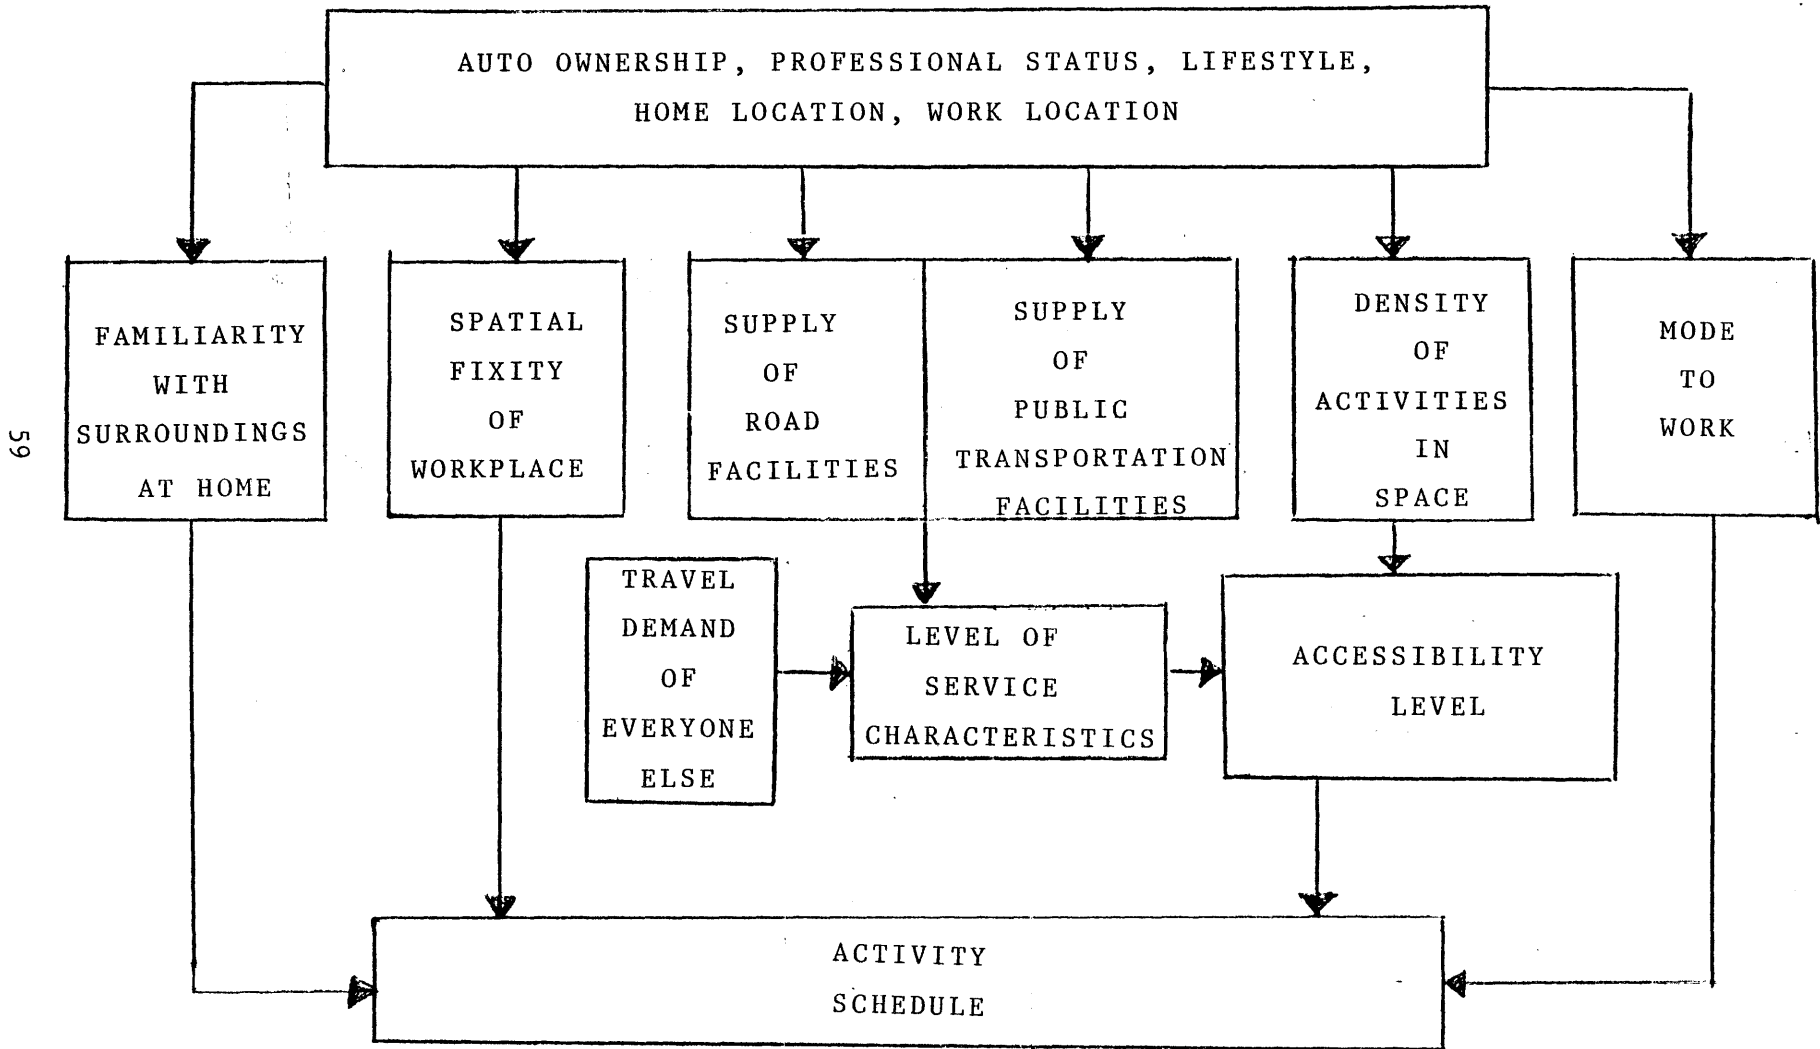 AUTO OWNERSHIP, PROFESSIONAL STATUS, LIFESTYLE,
HOME LOCATION, WORK LOCATION
FAMILIARITY
WITH
SURROUNDINGS
AT HOME
SPATIAL
FIXITY
OF
WORKPLACE
SUPPLY
OF
ROAD
FACILITIES
SUPPLY
OF
PUBLIC
TRANSPORTATION
FACILITIES
DENSITY
OF
ACTIVITIES
IN
SPACE
MODE
TO
WORK
TRAVEL
DEMAND
OF
EVERYONE
ELSE
LEVEL OF
SERVICE
CHARACTERISTICS
ACCESSIBILITY
LEVEL
ACTIVITY
SCHEDULE
59